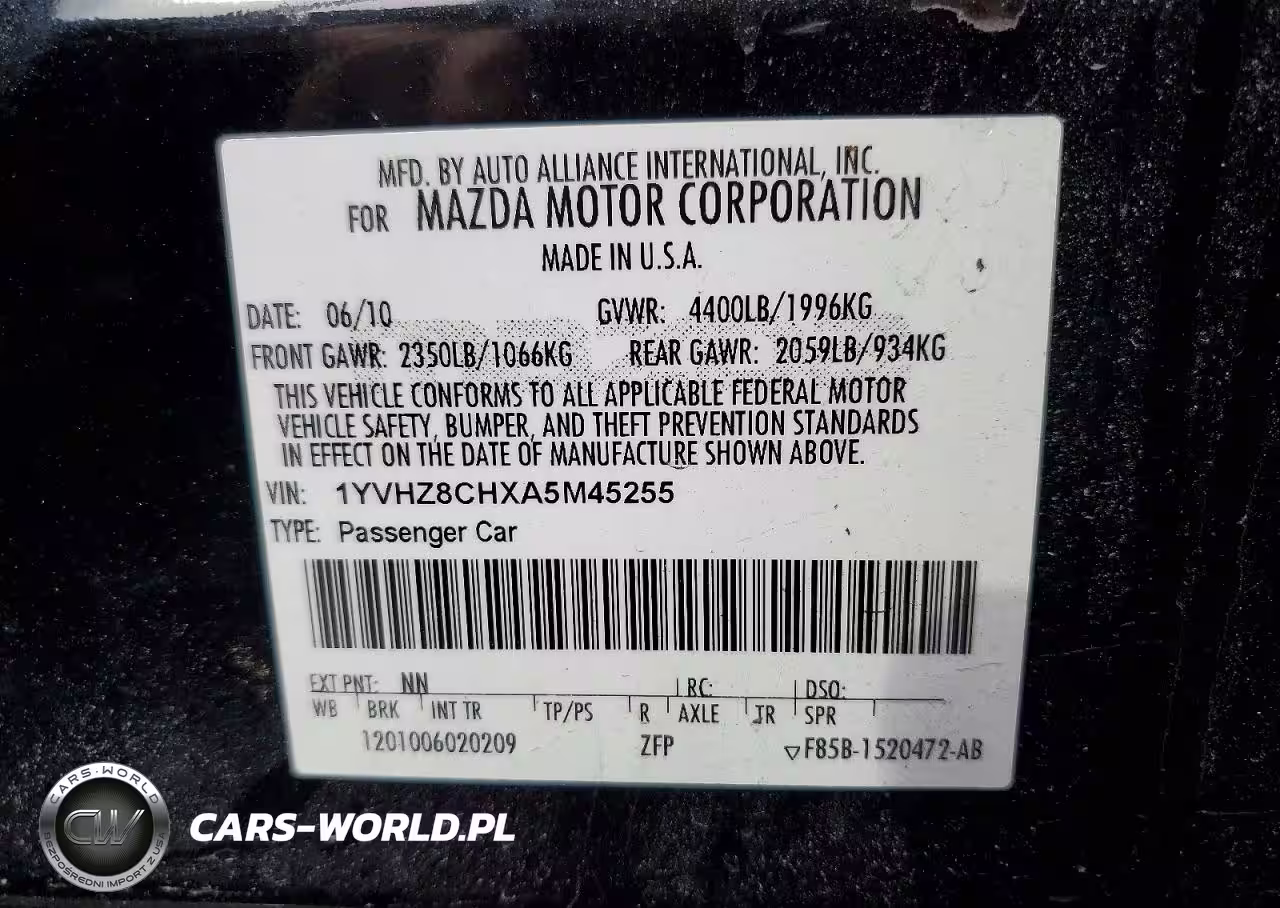 MFD. BY AUTO ALLIANCE INTERNATIONAL, INC.
FOR MAZDA MOTOR CORPORATION
MADE IN U.S.A.
DATE: 06/10 GVWR: 4400LB/1996KG
FRONT GAWR: 2350LB/1066KG REAR GAWR: 2059LB/934KG
THIS VEHICLE CONFORMS TO ALL APPLICABLE FEDERAL MOTOR
VEHICLE SAFETY, BUMPER, AND THEFT PREVENTION STANDARDS
IN EFFECT ON THE DATE OF MANUFACTURE SHOWN ABOVE.
VIN: 1YVHZ8CHXA5M45255
TYPE: Passenger Car
EXT PNT: NN RC: DSO:
WB BRK INT TR TP/PS R AXLE TR SPR
1201006020209 ZFP ▽F85B-1520472-AB
CARS-WORLD
CW
BEZPOŚREDNI IMPORT Z USA
CARS-WORLD.PL